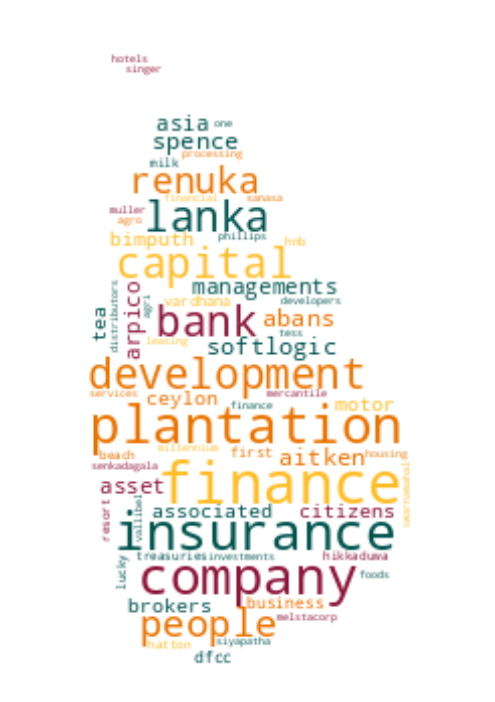 hotels
singer
asia one
spence
processing
milk
renuka
financial sanasa
muller lanka
agro
phillips
bimputh hnb
capital
managements
distributors agri vardhana developers
tea arpico bank abans
tess
leasing softlogic
development
services ceylon mercantile
finance motor
plantation
millennium
beach first aitken housing
senkadagala
asset finance swarnamahal
resort vallibel associated citizens
insurance
treasuries investments hikkaduwa
lucky company foods
brokers business
people melstacorp
hatton siyapatha
dfcc